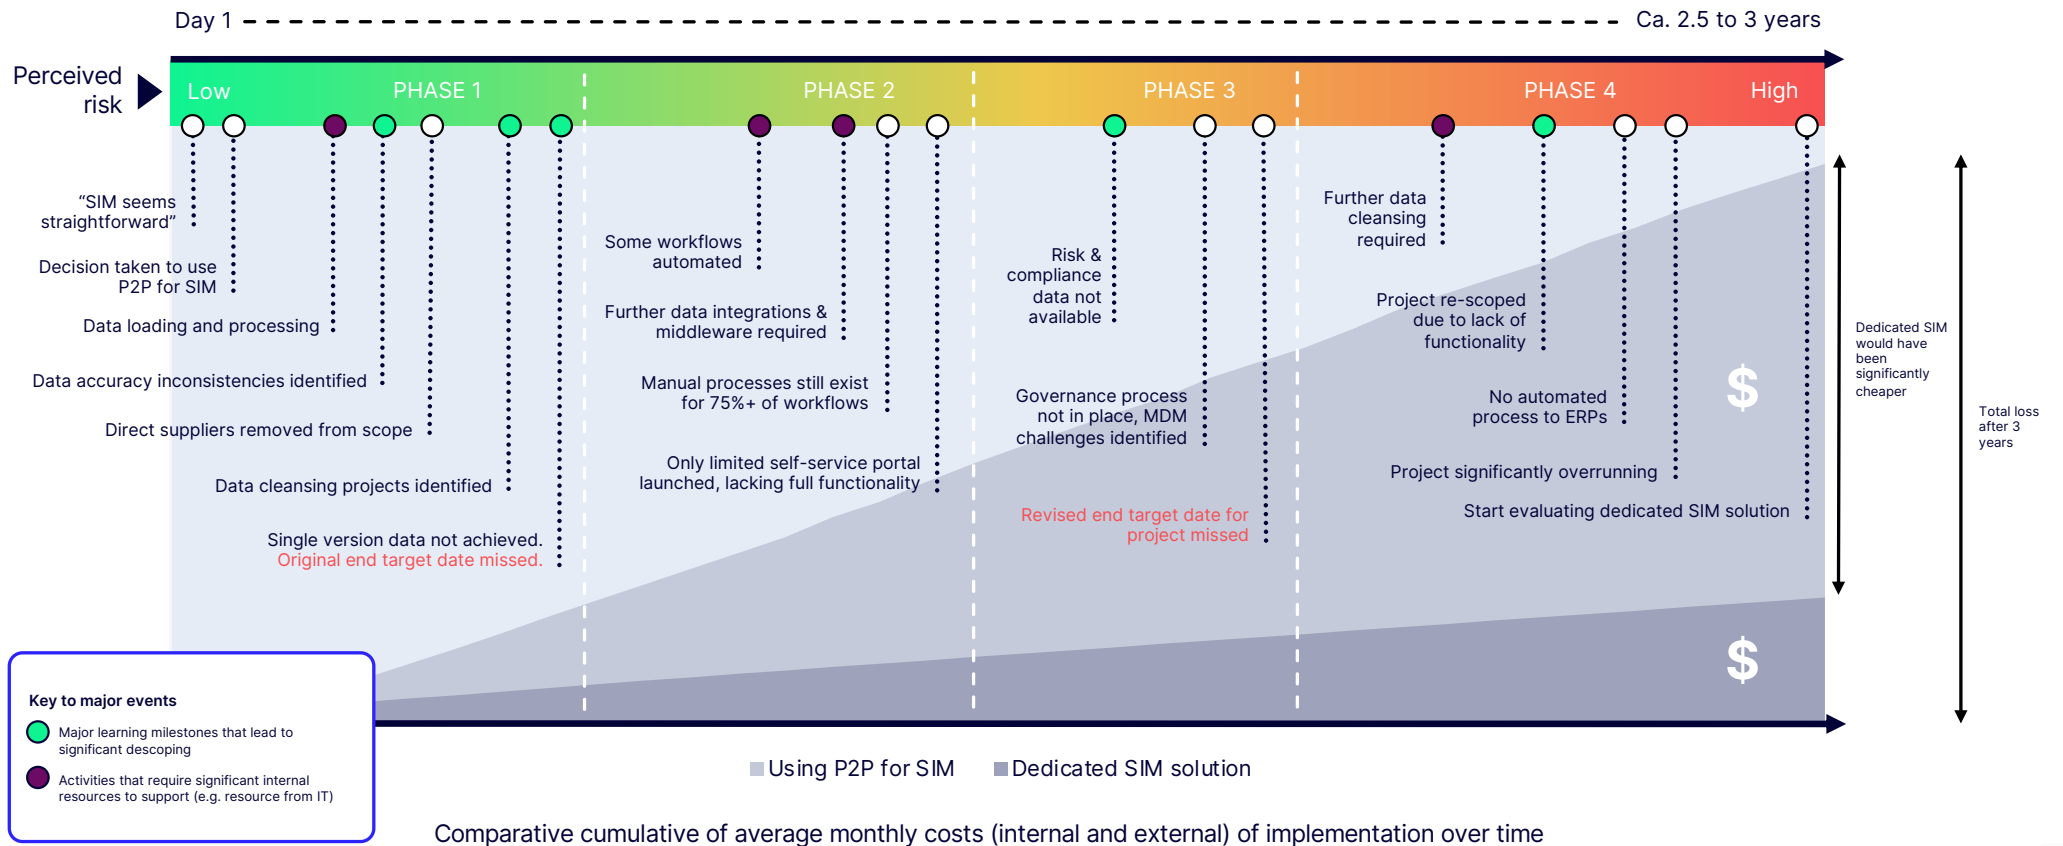 Day 1
Ca. 2.5 to 3 years
Perceived
risk
Low
PHASE 1
PHASE 2
PHASE 3
PHASE 4
High
“SIM seems
straightforward”
Decision taken to use
P2P for SIM
Data loading and processing
Data accuracy inconsistencies identified
Direct suppliers removed from scope
Data cleansing projects identified
Single version data not achieved.
Original end target date missed.
Some workflows
automated
Further data integrations &
middleware required
Manual processes still exist
for 75%+ of workflows
Only limited self-service portal
launched, lacking full functionality
Risk &
compliance
data not
available
Governance process
not in place, MDM
challenges identified
Revised end target date for
project missed
Further data
cleansing
required
Project re-scoped
due to lack of
functionality
No automated
process to ERPs
Project significantly overrunning
Start evaluating dedicated SIM solution
$
$
Dedicated SIM
would have
been
significantly
cheaper
Total loss
after 3
years
Key to major events
Major learning milestones that lead to
significant descoping
Activities that require significant internal
resources to support (e.g. resource from IT)
Using P2P for SIM
Dedicated SIM solution
Comparative cumulative of average monthly costs (internal and external) of implementation over time